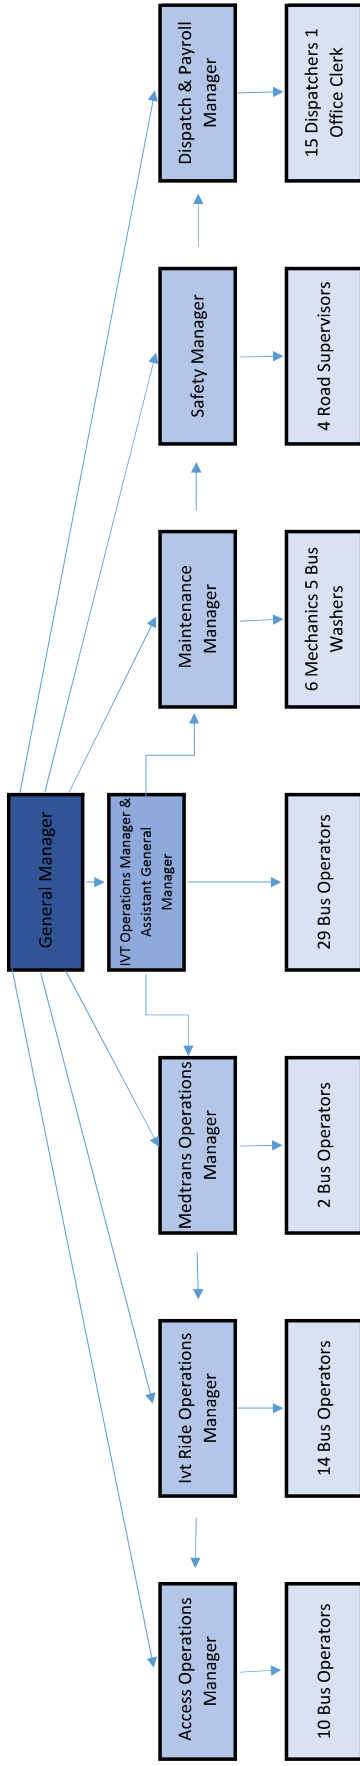 General Manager
IVT Operations Manager &
Assistant General
Manager
Access Operations
Manager
Ivt Ride Operations
Manager
Medtrans Operations
Manager
Maintenance
Manager
Safety Manager
Dispatch & Payroll
Manager
10 Bus Operators
14 Bus Operators
2 Bus Operators
29 Bus Operators
6 Mechanics 5 Bus
Washers
4 Road Supervisors
15 Dispatchers 1
Office Clerk